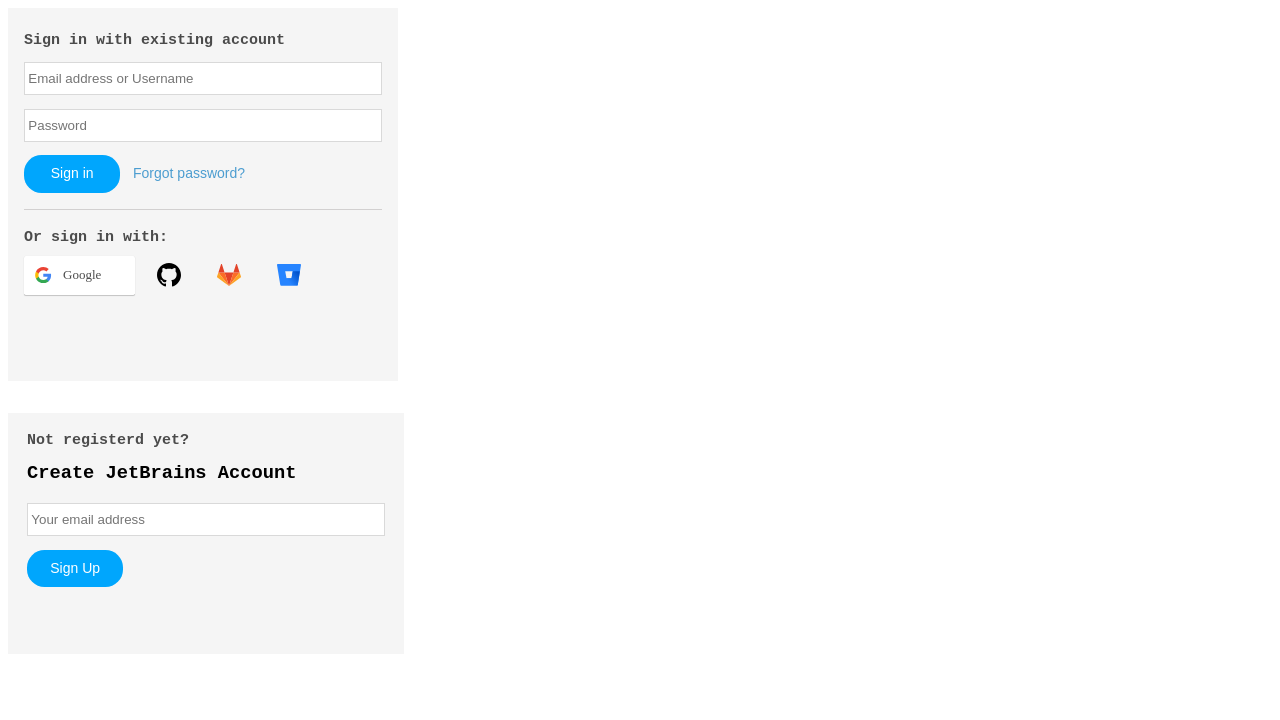 Sign in with existing account
Email address or Username
Password
Sign in Forgot password?
Or sign in with:
Google
Not registerd yet?
Create JetBrains Account
Your email address
Sign Up